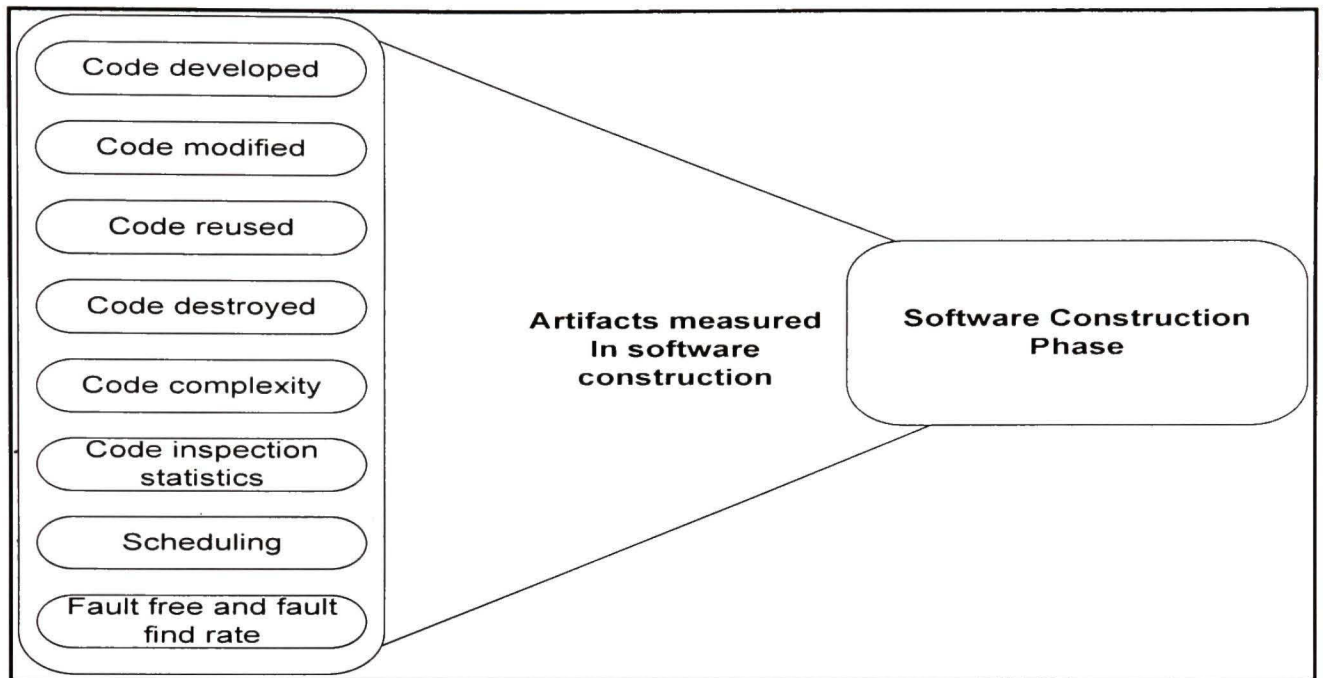 Code developed
Code modified
Code reused
Code destroyed
Code complexity
Code inspection
statistics
Scheduling
Fault free and fault
find rate
Artifacts measured
In software
construction
Software Construction
Phase